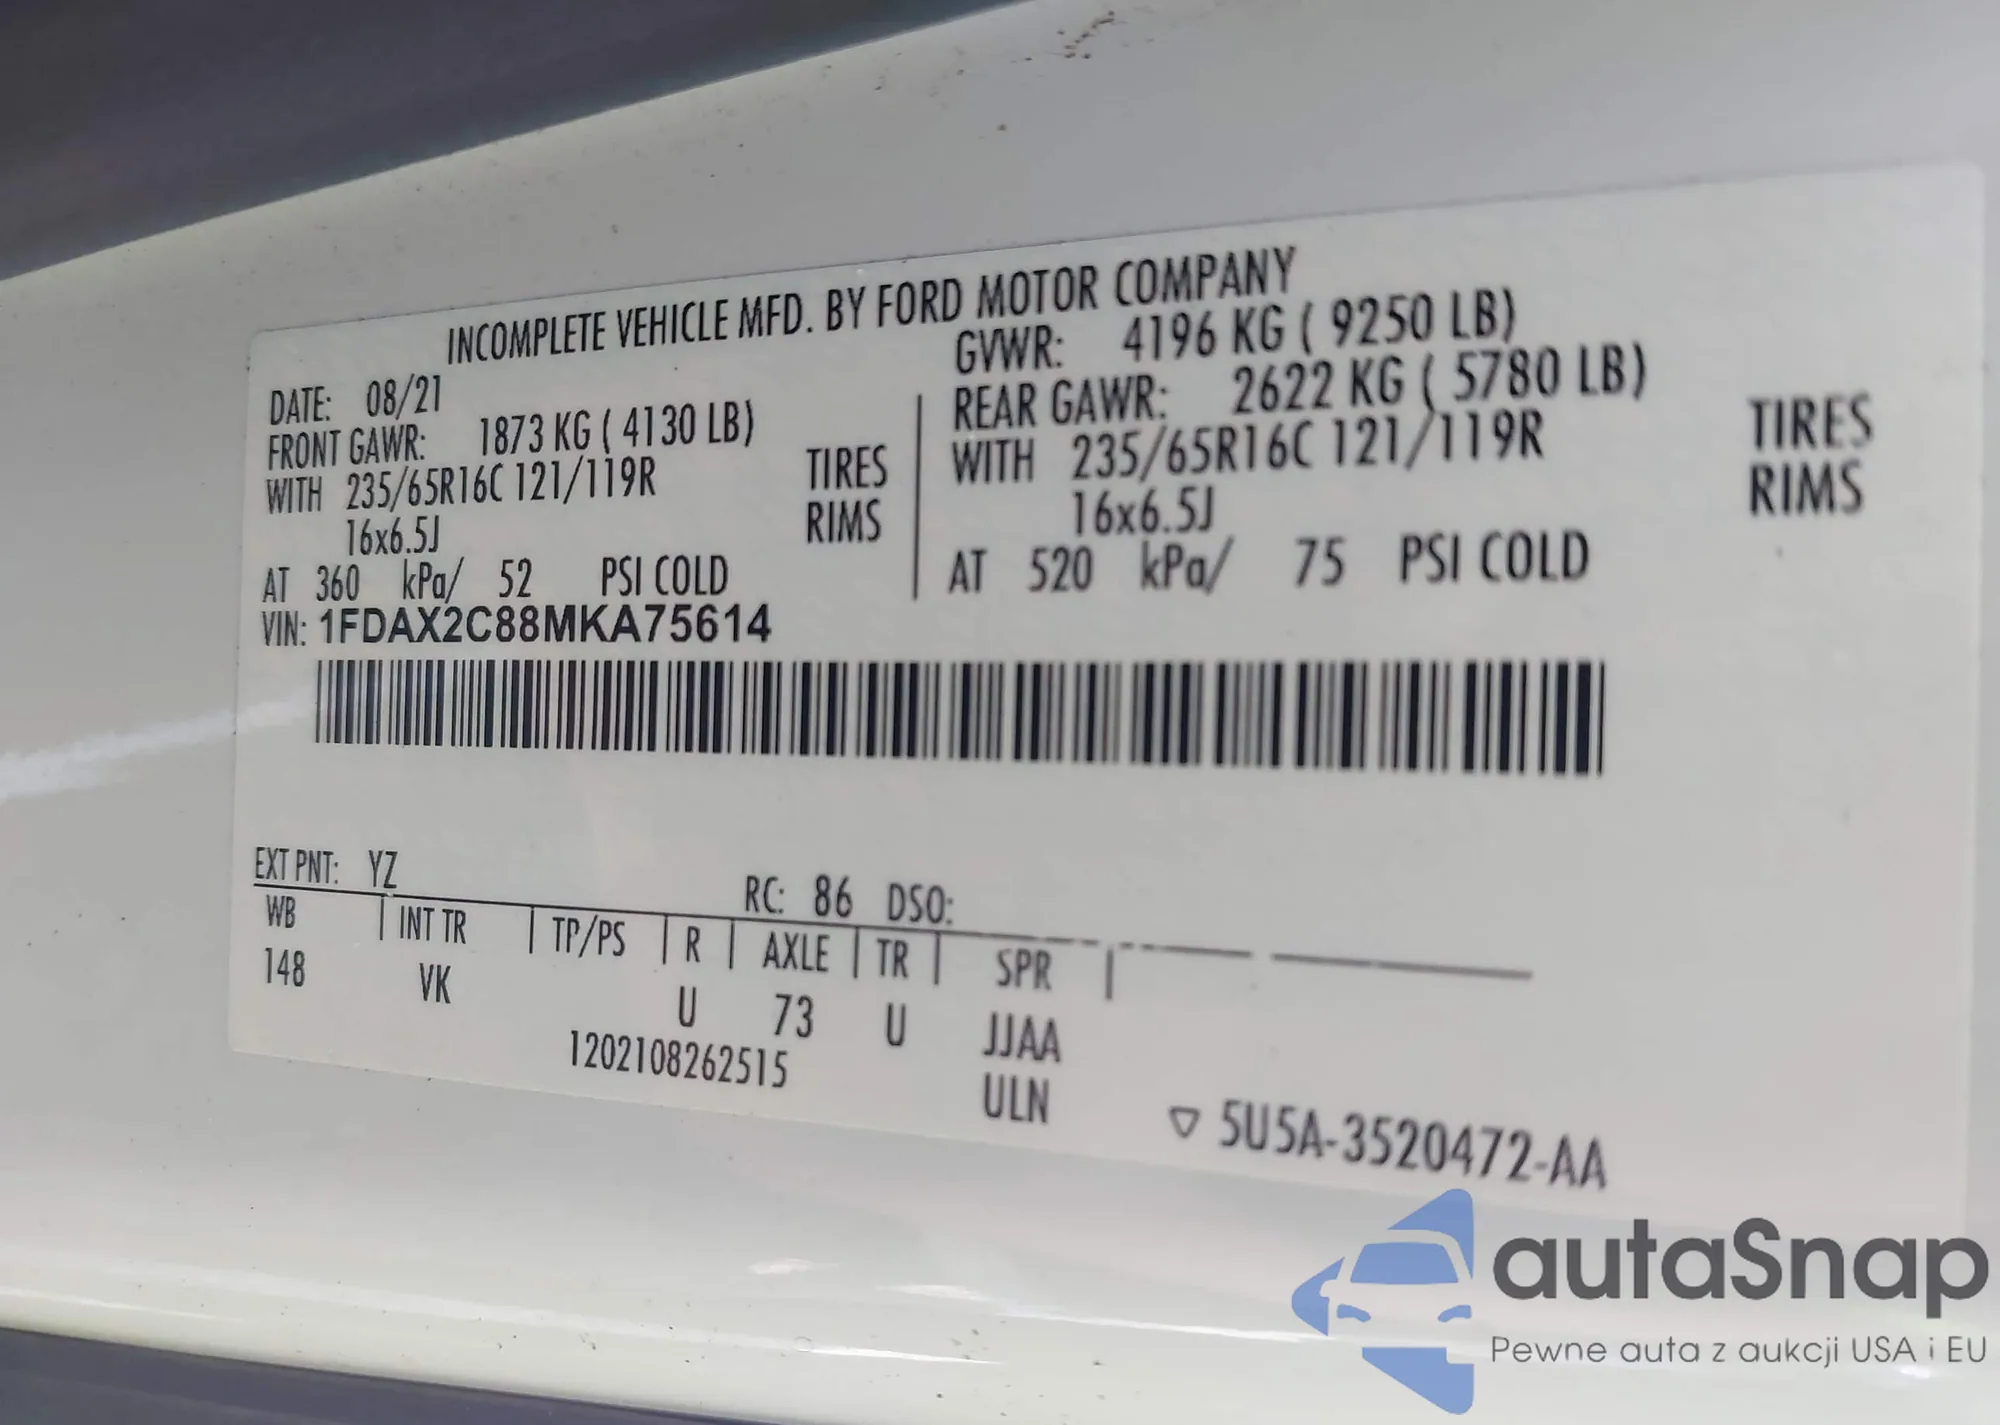 INCOMPLETE VEHICLE MFD. BY FORD MOTOR COMPANY
DATE: 08/21 GVWR: 4196 KG ( 9250 LB)
FRONT GAWR: 1873 KG ( 4130 LB) REAR GAWR: 2622 KG ( 5780 LB)
WITH 235/65R16C 121/119R TIRES WITH 235/65R16C 121/119R TIRES
16x6.5J RIMS 16x6.5J RIMS
AT 360 kPa/ 52 PSI COLD AT 520 kPa/ 75 PSI COLD
VIN: 1FDAX2C88MKA75614
EXT PNT: YZ RC: 86 DSO:
WB INT TR TP/PS R AXLE TR SPR
148 VK U 73 U JJAA
1202108262515 ULN
5U5A-3520472-AA
autaSnap
Pewne auta z aukcji USA i EU